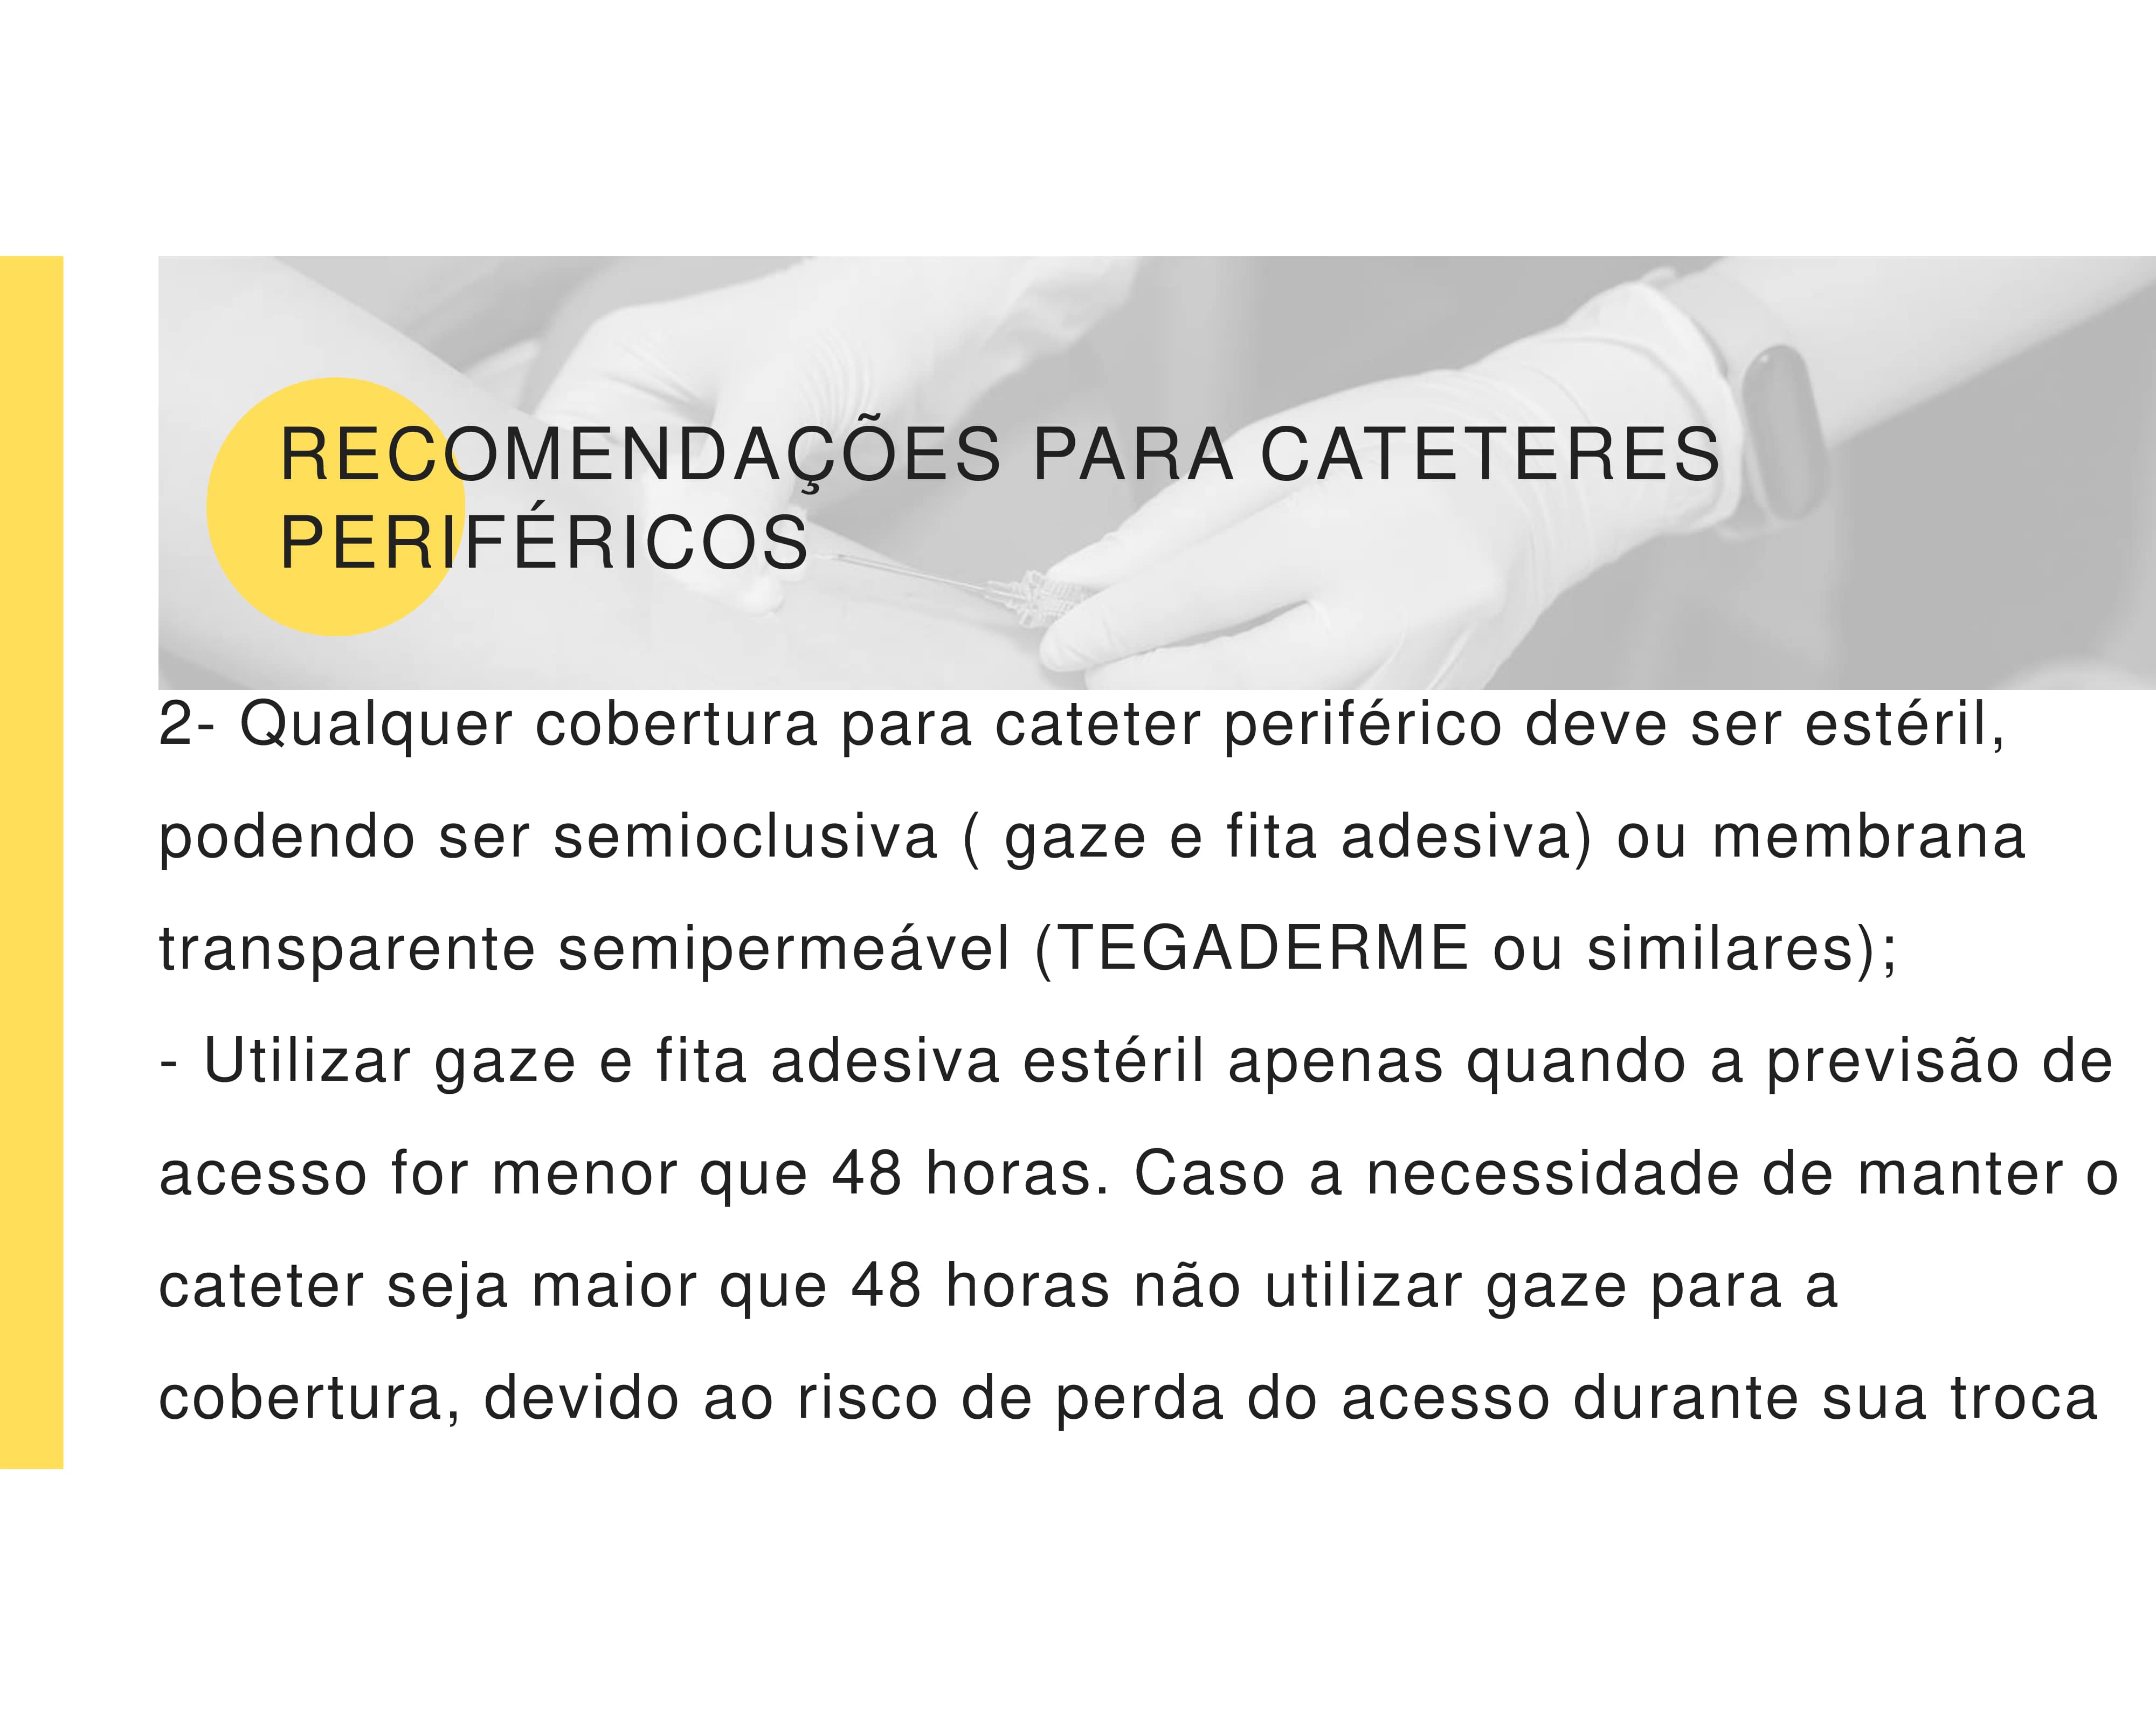 RECOMENDAÇÕES PARA CATETERES
PERIFÉRICOS
2- Qualquer cobertura para cateter periférico deve ser estéril,
podendo ser semioclusiva ( gaze e fita adesiva) ou membrana
transparente semipermeável (TEGADERME ou similares);
- Utilizar gaze e fita adesiva estéril apenas quando a previsão de
acesso for menor que 48 horas. Caso a necessidade de manter o
cateter seja maior que 48 horas não utilizar gaze para a
cobertura, devido ao risco de perda do acesso durante sua troca